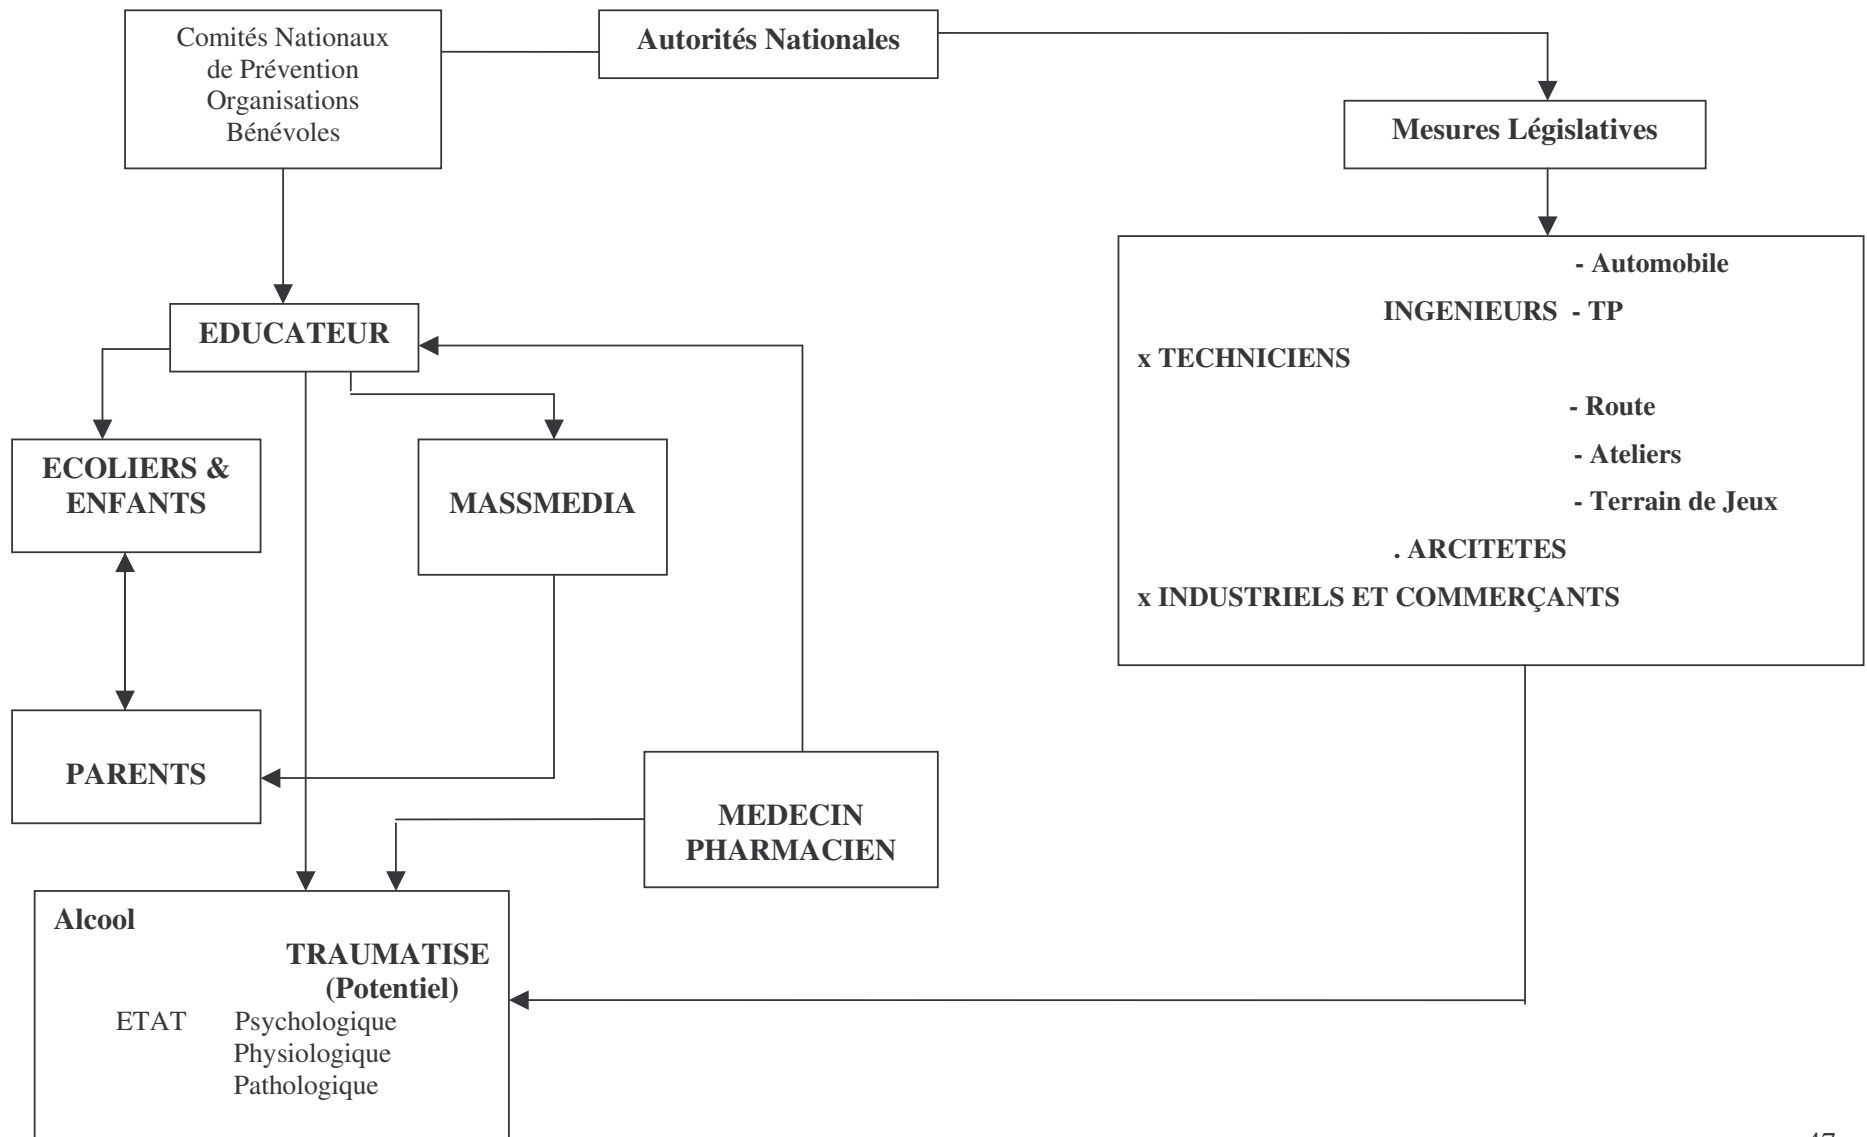 Comités Nationaux
de Prévention
Organisations
Bénévoles
Autorités Nationales
Mesures Législatives
- Automobile
INGENIEURS - TP
x TECHNICIENS
- Route
- Ateliers
- Terrain de Jeux
. ARCITETES
x INDUSTRIELS ET COMMERÇANTS
EDUCATEUR
ECOLIERS &
ENFANTS
MASSMEDIA
PARENTS
MEDECIN
PHARMACIEN
Alcool
TRAUMATISE
(Potentiel)
ETAT Psychologique
Physiologique
Pathologique